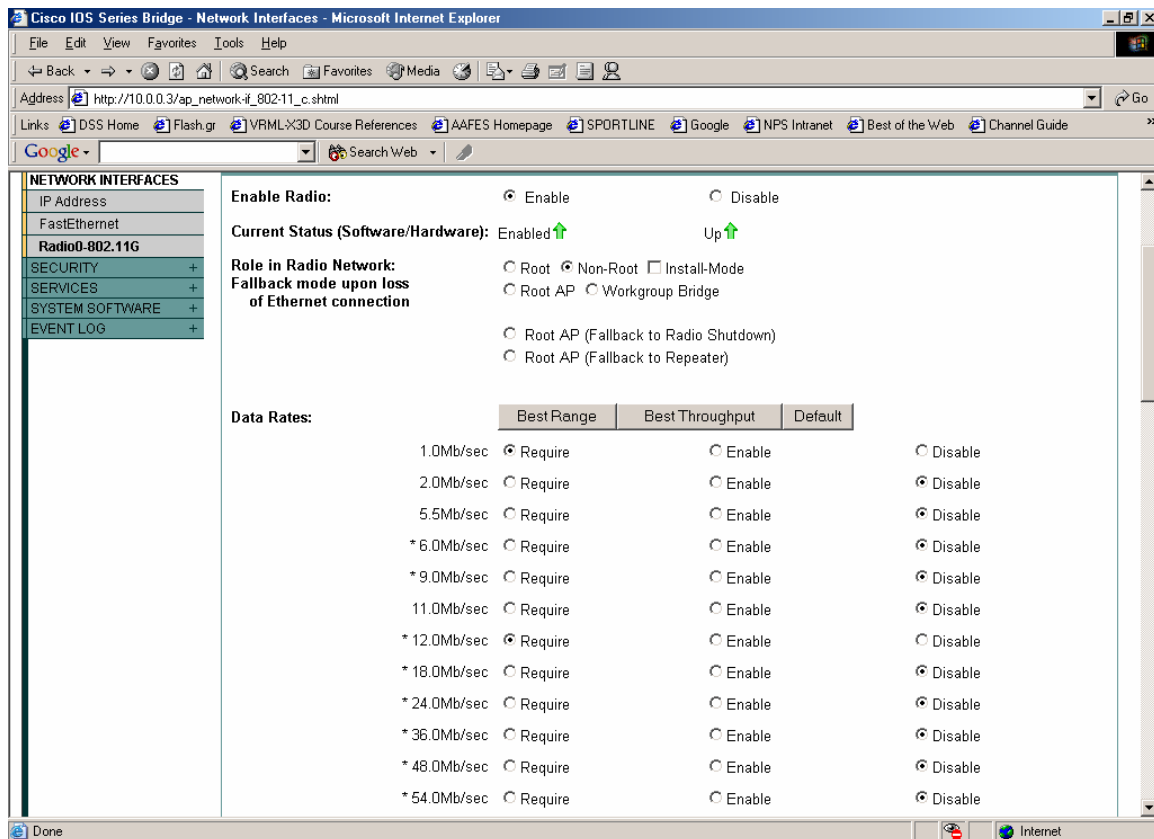 Cisco IOS Series Bridge - Network Interfaces - Microsoft Internet Explorer
File Edit View Favorites Tools Help
Back Search Favorites Media
Address http://10.0.0.3/ap_network-if_802-11_c.shtml Go
Links DSS Home Flash.gr VRML-X3D Course References AAFES Homepage SPORTLINE Google NPS Intranet Best of the Web Channel Guide »
Google Search Web
NETWORK INTERFACES
IP Address
FastEthernet
Radio0-802.11G
SECURITY +
SERVICES +
SYSTEM SOFTWARE +
EVENT LOG +
Enable Radio: Enable Disable
Current Status (Software/Hardware): Enabled Up
Role in Radio Network: Root Non-Root Install-Mode
Fallback mode upon loss Root AP Workgroup Bridge
of Ethernet connection
Root AP (Fallback to Radio Shutdown)
Root AP (Fallback to Repeater)
Data Rates: Best Range Best Throughput Default
1.0Mb/sec Require Enable Disable
2.0Mb/sec Require Enable Disable
5.5Mb/sec Require Enable Disable
* 6.0Mb/sec Require Enable Disable
* 9.0Mb/sec Require Enable Disable
11.0Mb/sec Require Enable Disable
* 12.0Mb/sec Require Enable Disable
* 18.0Mb/sec Require Enable Disable
* 24.0Mb/sec Require Enable Disable
* 36.0Mb/sec Require Enable Disable
* 48.0Mb/sec Require Enable Disable
* 54.0Mb/sec Require Enable Disable
Done Internet